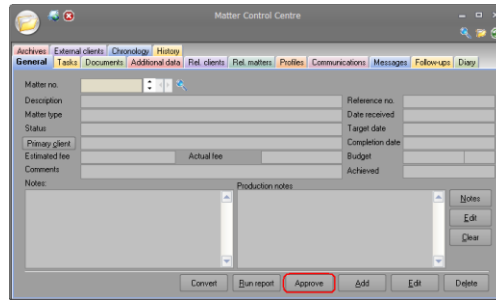 Matter Control Centre
Archives External clients Chronology History
General Tasks Documents Additional data Rel. clients Rel. matters Profiles Communications Messages Follow-ups Diary
Matter no.
Description Reference no.
Matter type Date received
Status Target date
Primary client Completion date
Estimated fee Actual fee Budget
Comments Achieved
Notes: Production notes
Notes
Edit
Clear
Convert Run report Approve Add Edit Delete